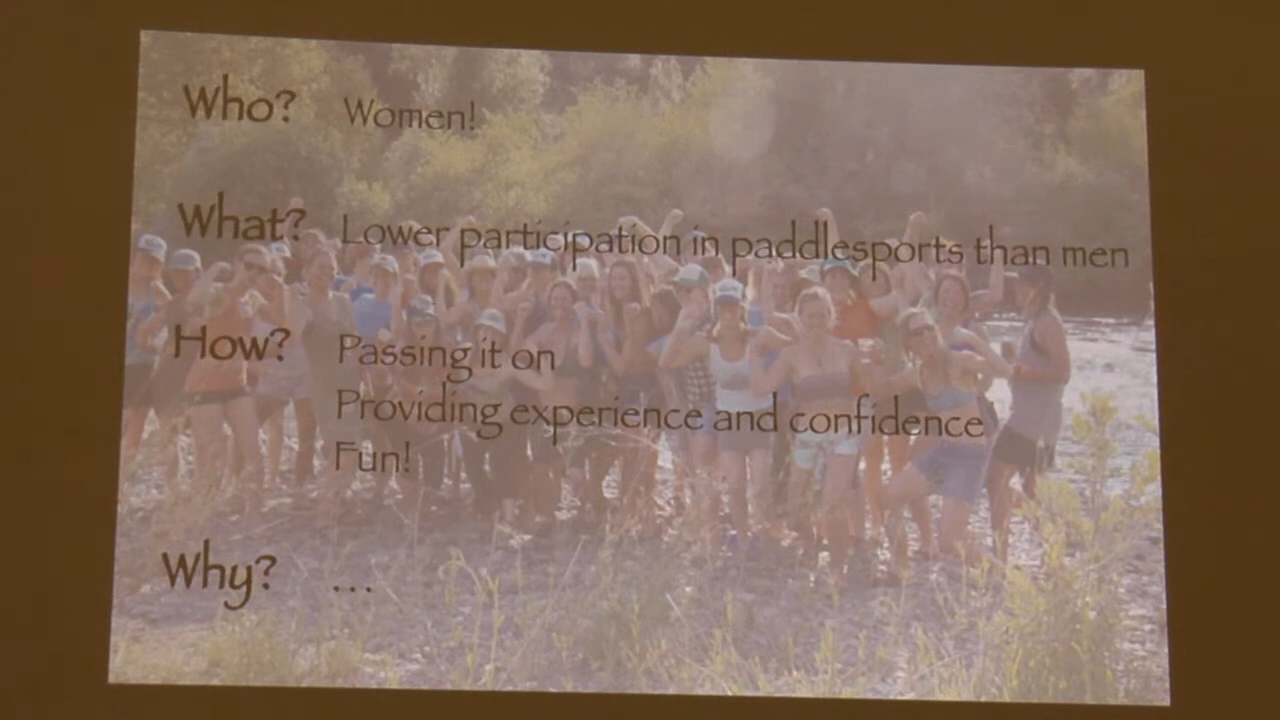 Who? Women!
What? Lower participation in paddlesports than men
How? Passing it on
Providing experience and confidence
Fun!
Why? ...